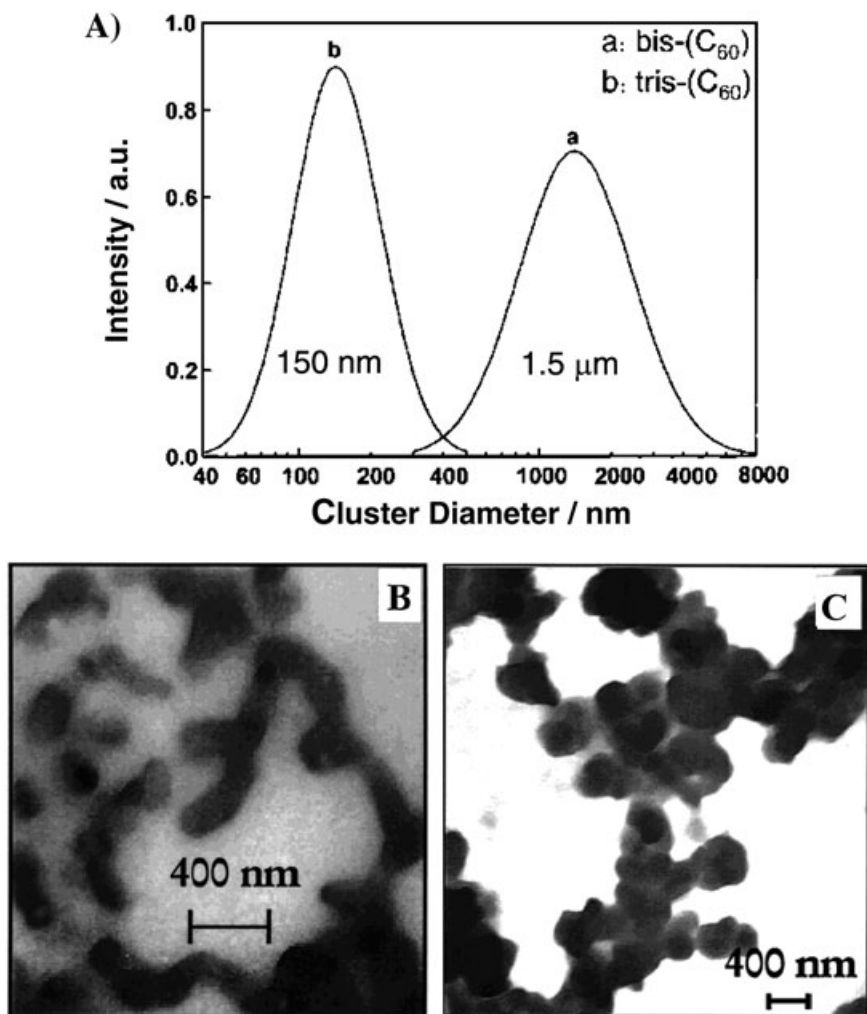 A)
1.0
b
a: bis-(C₆₀)
b: tris-(C₆₀)
0.8
a
Intensity / a.u.
0.6
0.4
0.2
150 nm
1.5 μm
0.0
40 60 100 200 400 1000 2000 4000 8000
Cluster Diameter / nm
B
C
400 nm
400 nm